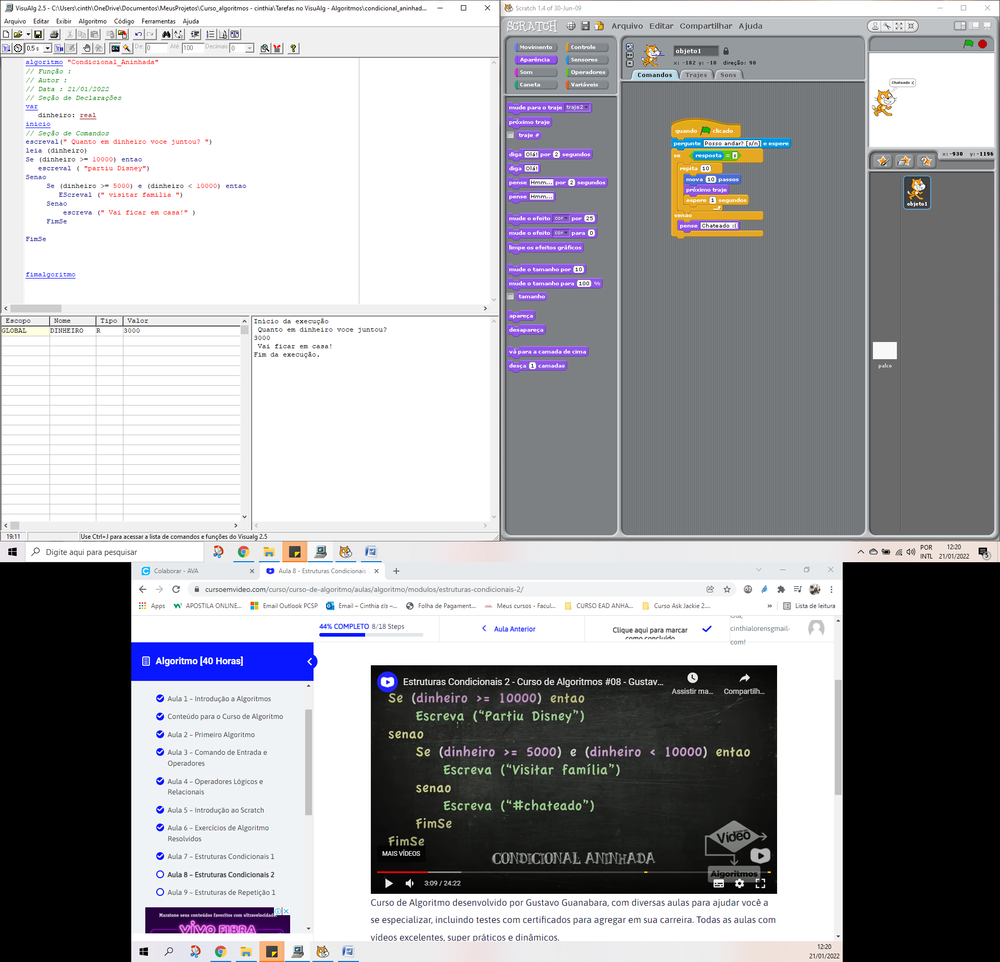 VisuAlg 2.5 - C:\Users\cinth\OneDrive\Documentos\MeusProjetos\Curso_algoritmos - cinthia\Tarefas no VisuAlg - Algoritmos\condicional_aninhad...
Arquivo Editar Exibir Algoritmo Código Ferramentas Ajuda
0,5 s De: 0 Até: 100 Decimais: 0
algoritmo "Condicional_Aninhada"
// Função :
// Autor :
// Data : 21/01/2022
// Seção de Declarações
var
dinheiro: real
inicio
// Seção de Comandos
escreval(" Quanto em dinheiro voce juntou? ")
leia (dinheiro)
Se (dinheiro >= 10000) entao
escreval ( "partiu Disney")
Senao
Se (dinheiro >= 5000) e (dinheiro < 10000) entao
EScreval (" visitar familia ")
Senao
escreva (" Vai ficar em casa!" )
FimSe
FimSe
fimalgoritmo
Escopo Nome Tipo Valor
GLOBAL DINHEIRO R 3000
Início da execução
Quanto em dinheiro voce juntou?
3000
Vai ficar em casa!
Fim da execução.
19:11 Use Ctrl+J para acessar a lista de comandos e funções do Visualg 2.5
Scratch 1.4 of 30-Jun-09
SCRATCH Arquivo Editar Compartilhar Ajuda
Movimento Controle
Aparência Sensores
Som Operadores
Caneta Variáveis
mude para o traje traje2
próximo traje
traje #
diga Olá! por 2 segundos
diga Olá!
pense Hmm... por 2 segundos
pense Hmm...
mude o efeito cor por 25
mude o efeito cor para 0
limpe os efeitos gráficos
mude o tamanho por 10
mude o tamanho para 100 %
tamanho
apareça
desapareça
vá para a camada de cima
desça 1 camadas
objeto1
x: -182 y: -10 direção: 90
Comandos Trajes Sons
quando clicado
pergunte Posso andar? [s/n] e espere
se resposta = s
repita 10
mova 10 passos
próximo traje
espere 1 segundos
senão
pense Chateado :(
Chateado :(
x: -930 y: -1196
objeto1
palco
Digite aqui para pesquisar
POR
INTL
12:20
21/01/2022
5
Colaborar - AVA
Aula 8 - Estruturas Condicionais
cursoemvideo.com/curso/curso-de-algoritmo/aulas/algoritmo/modulos/estruturas-condicionais-2/
Apps APOSTILA ONLINE... Email Outlook PCSP Email – Cinthia εïз –... Folha de Pagament... Meus cursos - Facul... CURSO EAD ANHA... Curso Ask Jackie 2.... » Lista de leitura
44% COMPLETO 8/18 Steps
Aula Anterior
Clique aqui para marcar
como concluído
Olá,
cinthialorensgmail-
com!
Algoritmo [40 Horas]
Aula 1 – Introdução a Algoritmos
Conteúdo para o Curso de Algoritmo
Aula 2 – Primeiro Algoritmo
Aula 3 – Comando de Entrada e
Operadores
Aula 4 – Operadores Lógicos e
Relacionais
Aula 5 – Introdução ao Scratch
Aula 6 – Exercícios de Algoritmo
Resolvidos
Aula 7 – Estruturas Condicionais 1
Aula 8 – Estruturas Condicionais 2
Aula 9 – Estruturas de Repetição 1
Maratone seus conteúdos favoritos com ultravelocidade.
VIVO FIBRA
Estruturas Condicionais 2 - Curso de Algoritmos #08 - Gustav...
Assistir ma... Compartilh...
Se (dinheiro >= 10000) entao
Escreva (“Partiu Disney”)
senao
Se (dinheiro >= 5000) e (dinheiro < 10000) entao
Escreva (“Visitar família”)
senao
Escreva (“#chateado”)
FimSe
FimSe
MAIS VÍDEOS
CONDICIONAL ANINHADA
curso em
Vídeo
Algoritmos
3:09 / 24:22
Curso de Algoritmo desenvolvido por Gustavo Guanabara, com diversas aulas para ajudar você a
se especializar, incluindo testes com certificados para agregar em sua carreira. Todas as aulas com
vídeos excelentes, super práticos e dinâmicos.
12:20
21/01/2022